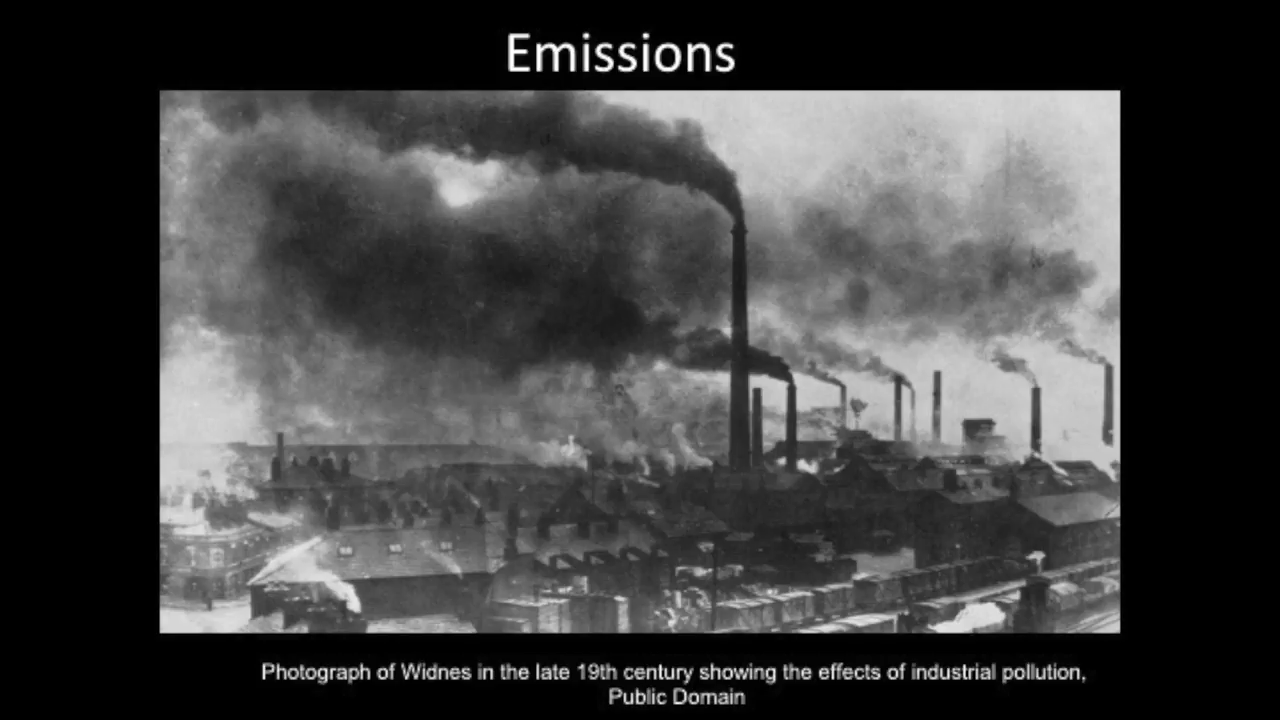 Emissions
Photograph of Widnes in the late 19th century showing the effects of industrial pollution,
Public Domain